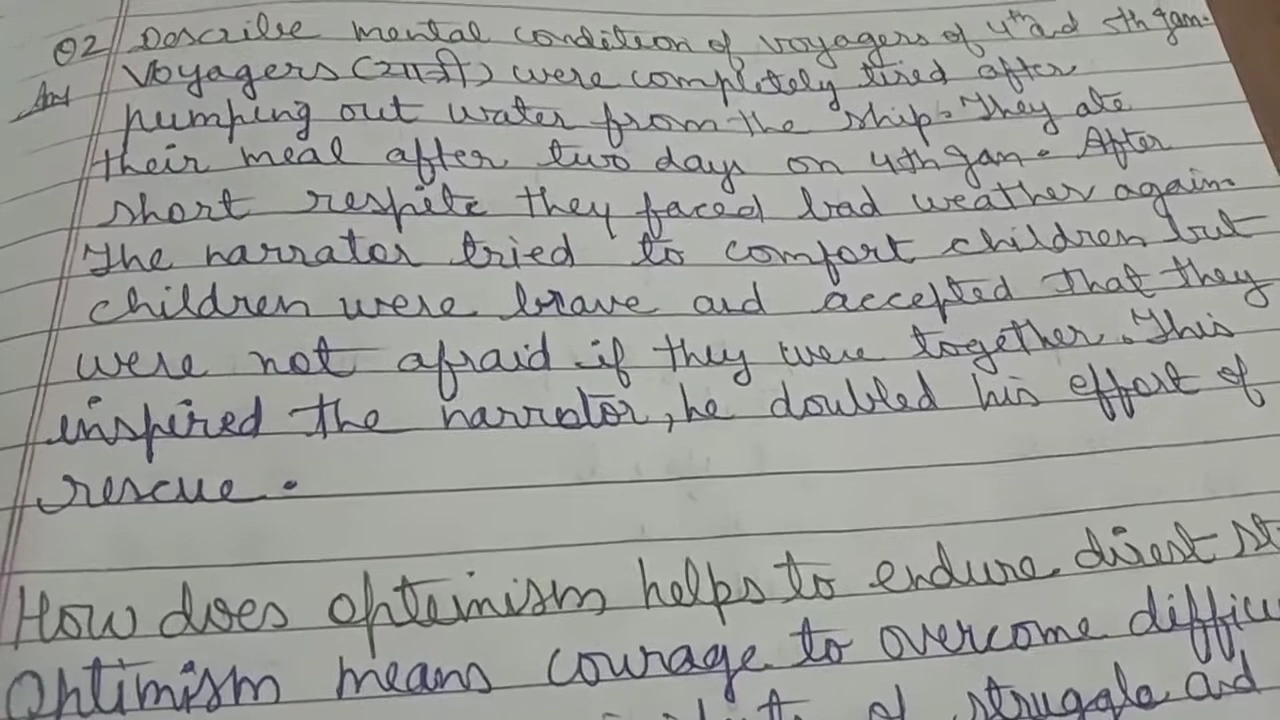 Q2 Describe mental condition of voyagers of 4th and 5th Jan.
Ans Voyagers (यात्री) were completely tired after
pumping out water from the ship. They ate
their meal after two days on 4th Jan. After
short respite they faced bad weather again.
The narrator tried to comfort children but
children were brave and accepted that they
were not afraid if they were together. This
inspired the narrator, he doubled his effort of
rescue.
How does optimism helps to endure direst
Optimism means courage to overcome
of struggle and